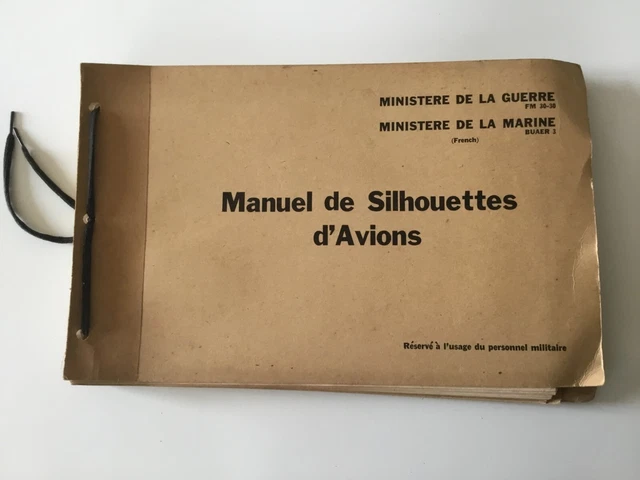 MINISTERE DE LA GUERRE
FM 30-38
MINISTERE DE LA MARINE
BUAER 3
(French)
Manuel de Silhouettes
d'Avions
Réservé à l'usage du personnel militaire